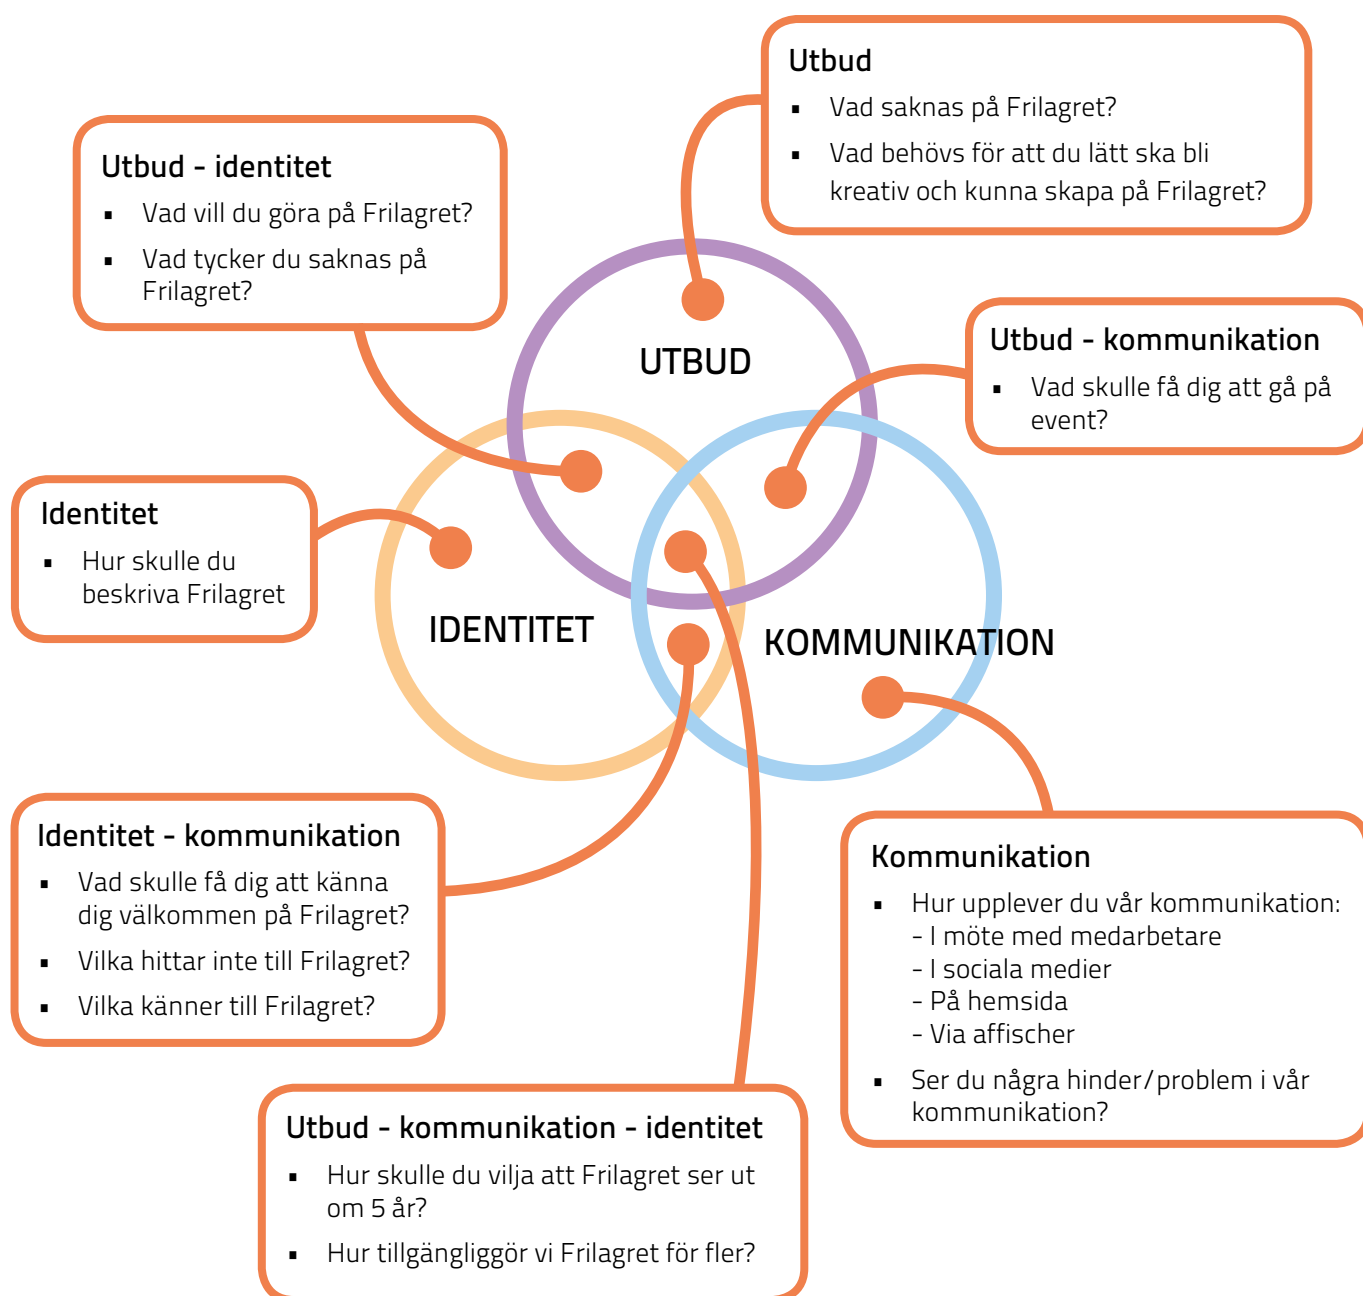 Utbud
▪ Vad saknas på Frilagret?
▪ Vad behövs för att du lätt ska bli
kreativ och kunna skapa på Frilagret?
Utbud - identitet
▪ Vad vill du göra på Frilagret?
▪ Vad tycker du saknas på
Frilagret?
Utbud - kommunikation
▪ Vad skulle få dig att gå på
event?
UTBUD
Identitet
▪ Hur skulle du
beskriva Frilagret
IDENTITET
KOMMUNIKATION
Identitet - kommunikation
▪ Vad skulle få dig att känna
dig välkommen på Frilagret?
▪ Vilka hittar inte till Frilagret?
▪ Vilka känner till Frilagret?
Kommunikation
▪ Hur upplever du vår kommunikation:
- I möte med medarbetare
- I sociala medier
- På hemsida
- Via affischer
▪ Ser du några hinder/problem i vår
kommunikation?
Utbud - kommunikation - identitet
▪ Hur skulle du vilja att Frilagret ser ut
om 5 år?
▪ Hur tillgängliggör vi Frilagret för fler?